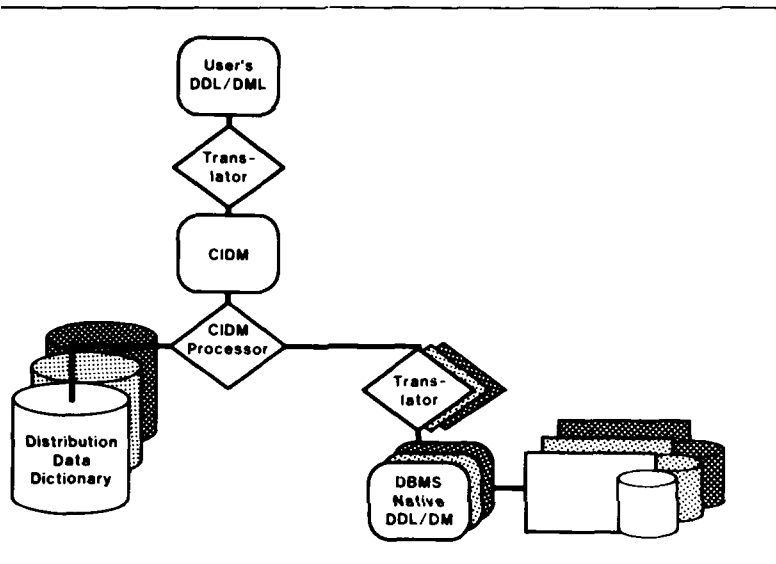 User's
DDL/DML
Trans-
lator
CIDM
CIDM
Processor
Trans-
lator
Distribution
Data
Dictionary
DBMS
Native
DDL/DM